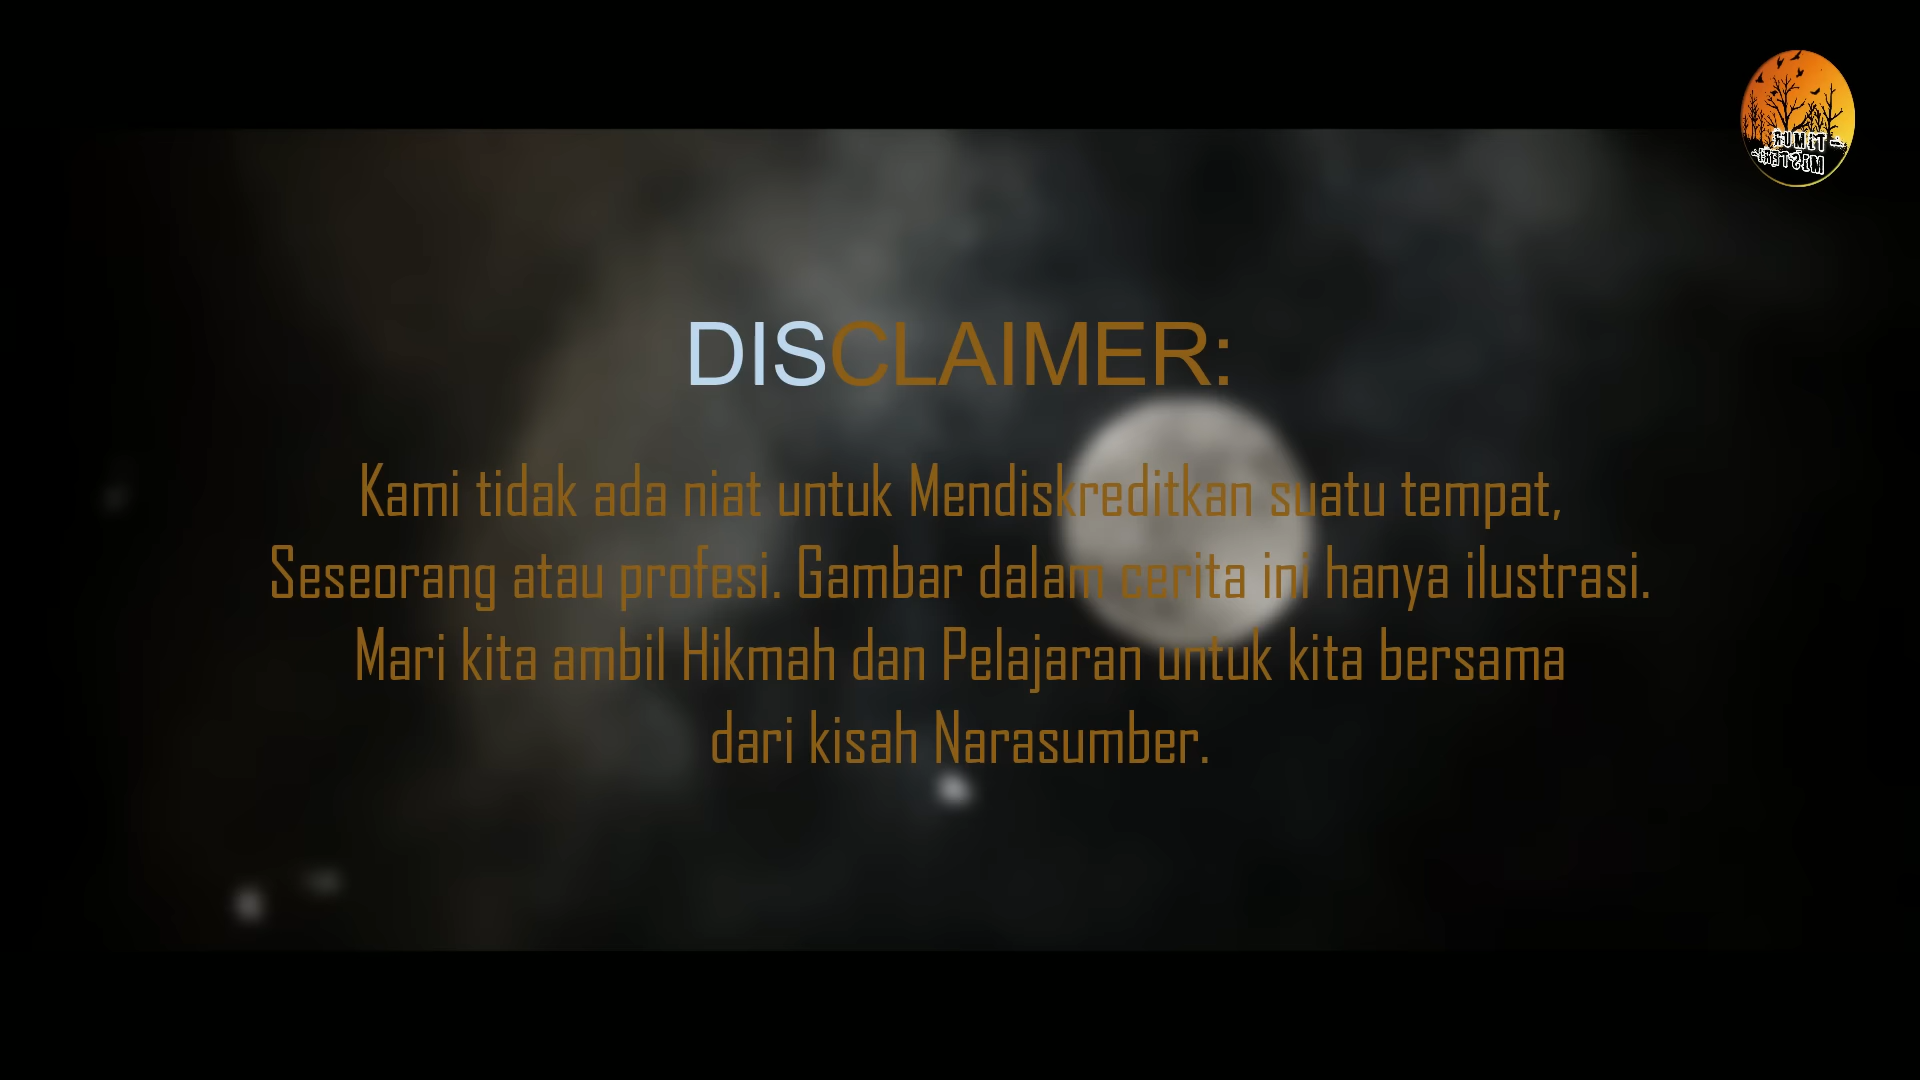 DISCLAIMER:
Kami tidak ada niat untuk Mendiskreditkan suatu tempat,
Seseorang atau profesi. Gambar dalam cerita ini hanya ilustrasi.
Mari kita ambil Hikmah dan Pelajaran untuk kita bersama
dari kisah Narasumber.